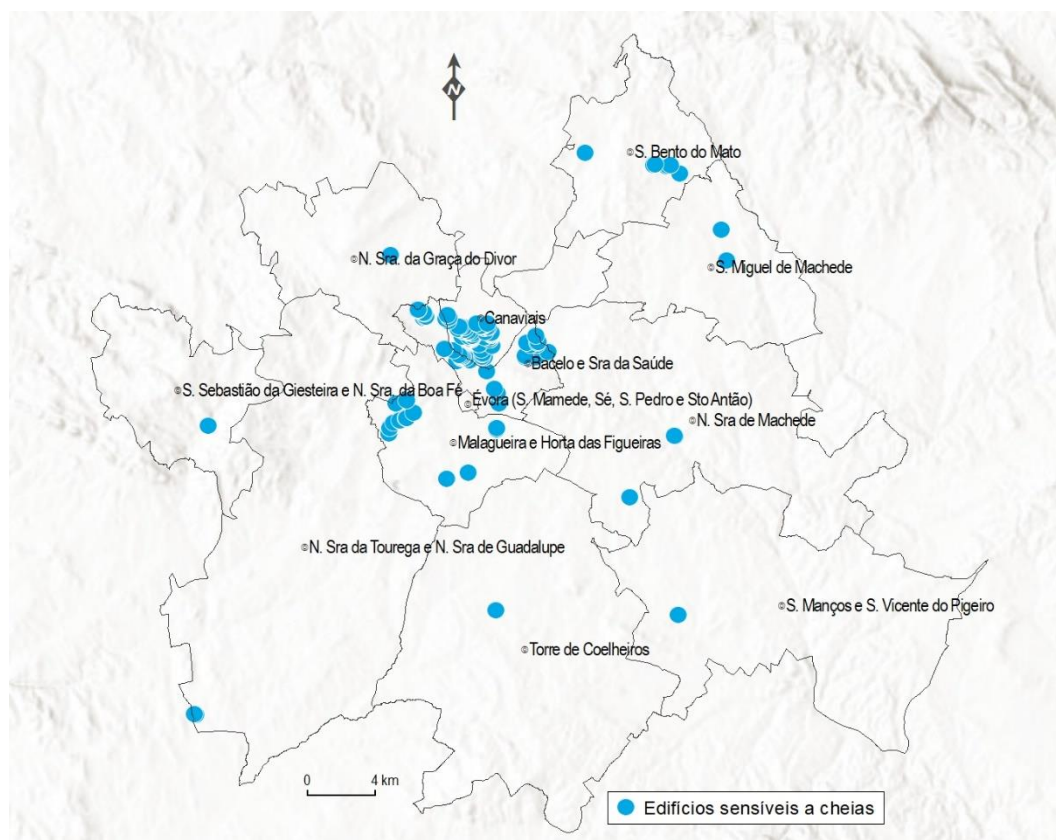 N
S. Bento do Mato
N. Sra. da Graça do Divor
S. Miguel de Machede
Canaviais
Bacelo e Sra da Saúde
S. Sebastião da Giesteira e N. Sra. da Boa Fé
Évora (S. Mamede, Sé, S. Pedro e Sto Antão)
N. Sra de Machede
Malagueira e Horta das Figueiras
N. Sra da Tourega e N. Sra de Guadalupe
S. Manços e S. Vicente do Pigeiro
Torre de Coelheiros
0 4 km
Edifícios sensíveis a cheias